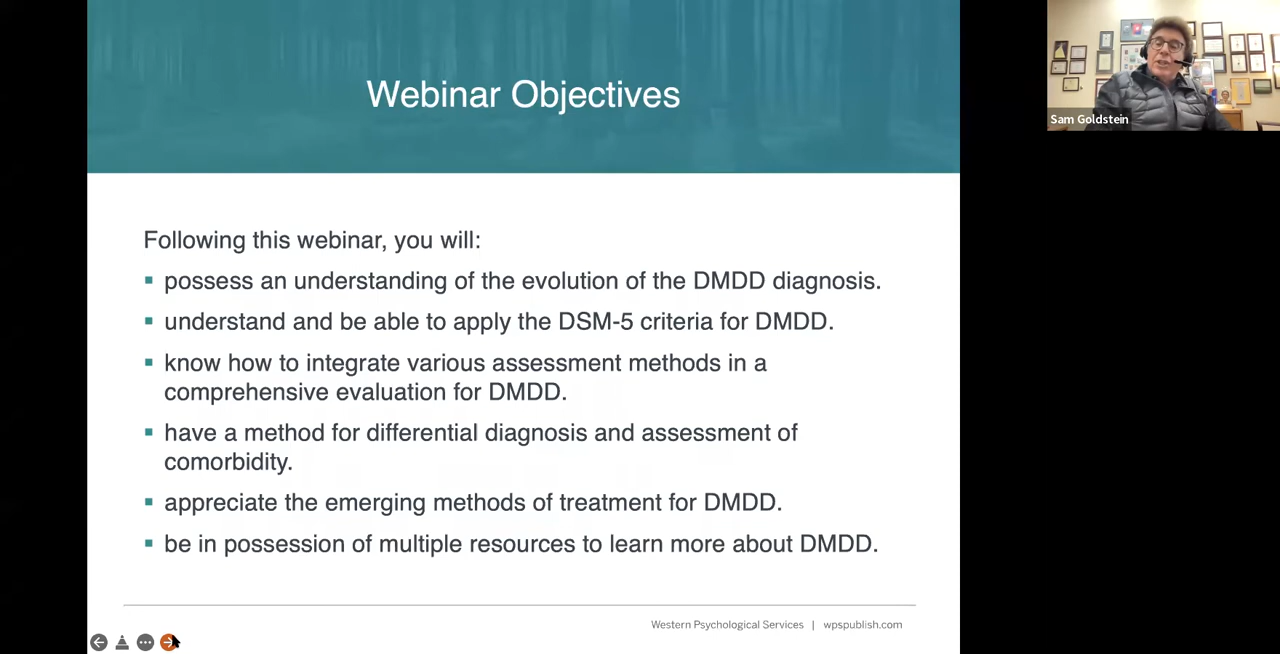 Webinar Objectives
Sam Goldstein
Following this webinar, you will:
possess an understanding of the evolution of the DMDD diagnosis.
understand and be able to apply the DSM-5 criteria for DMDD.
know how to integrate various assessment methods in a
comprehensive evaluation for DMDD.
have a method for differential diagnosis and assessment of
comorbidity.
appreciate the emerging methods of treatment for DMDD.
be in possession of multiple resources to learn more about DMDD.
Western Psychological Services | wpspublish.com